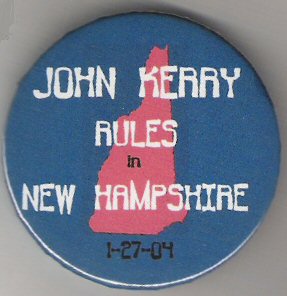 JOHN KERRY
RULES
in
NEW HAMPSHIRE
1-27-04